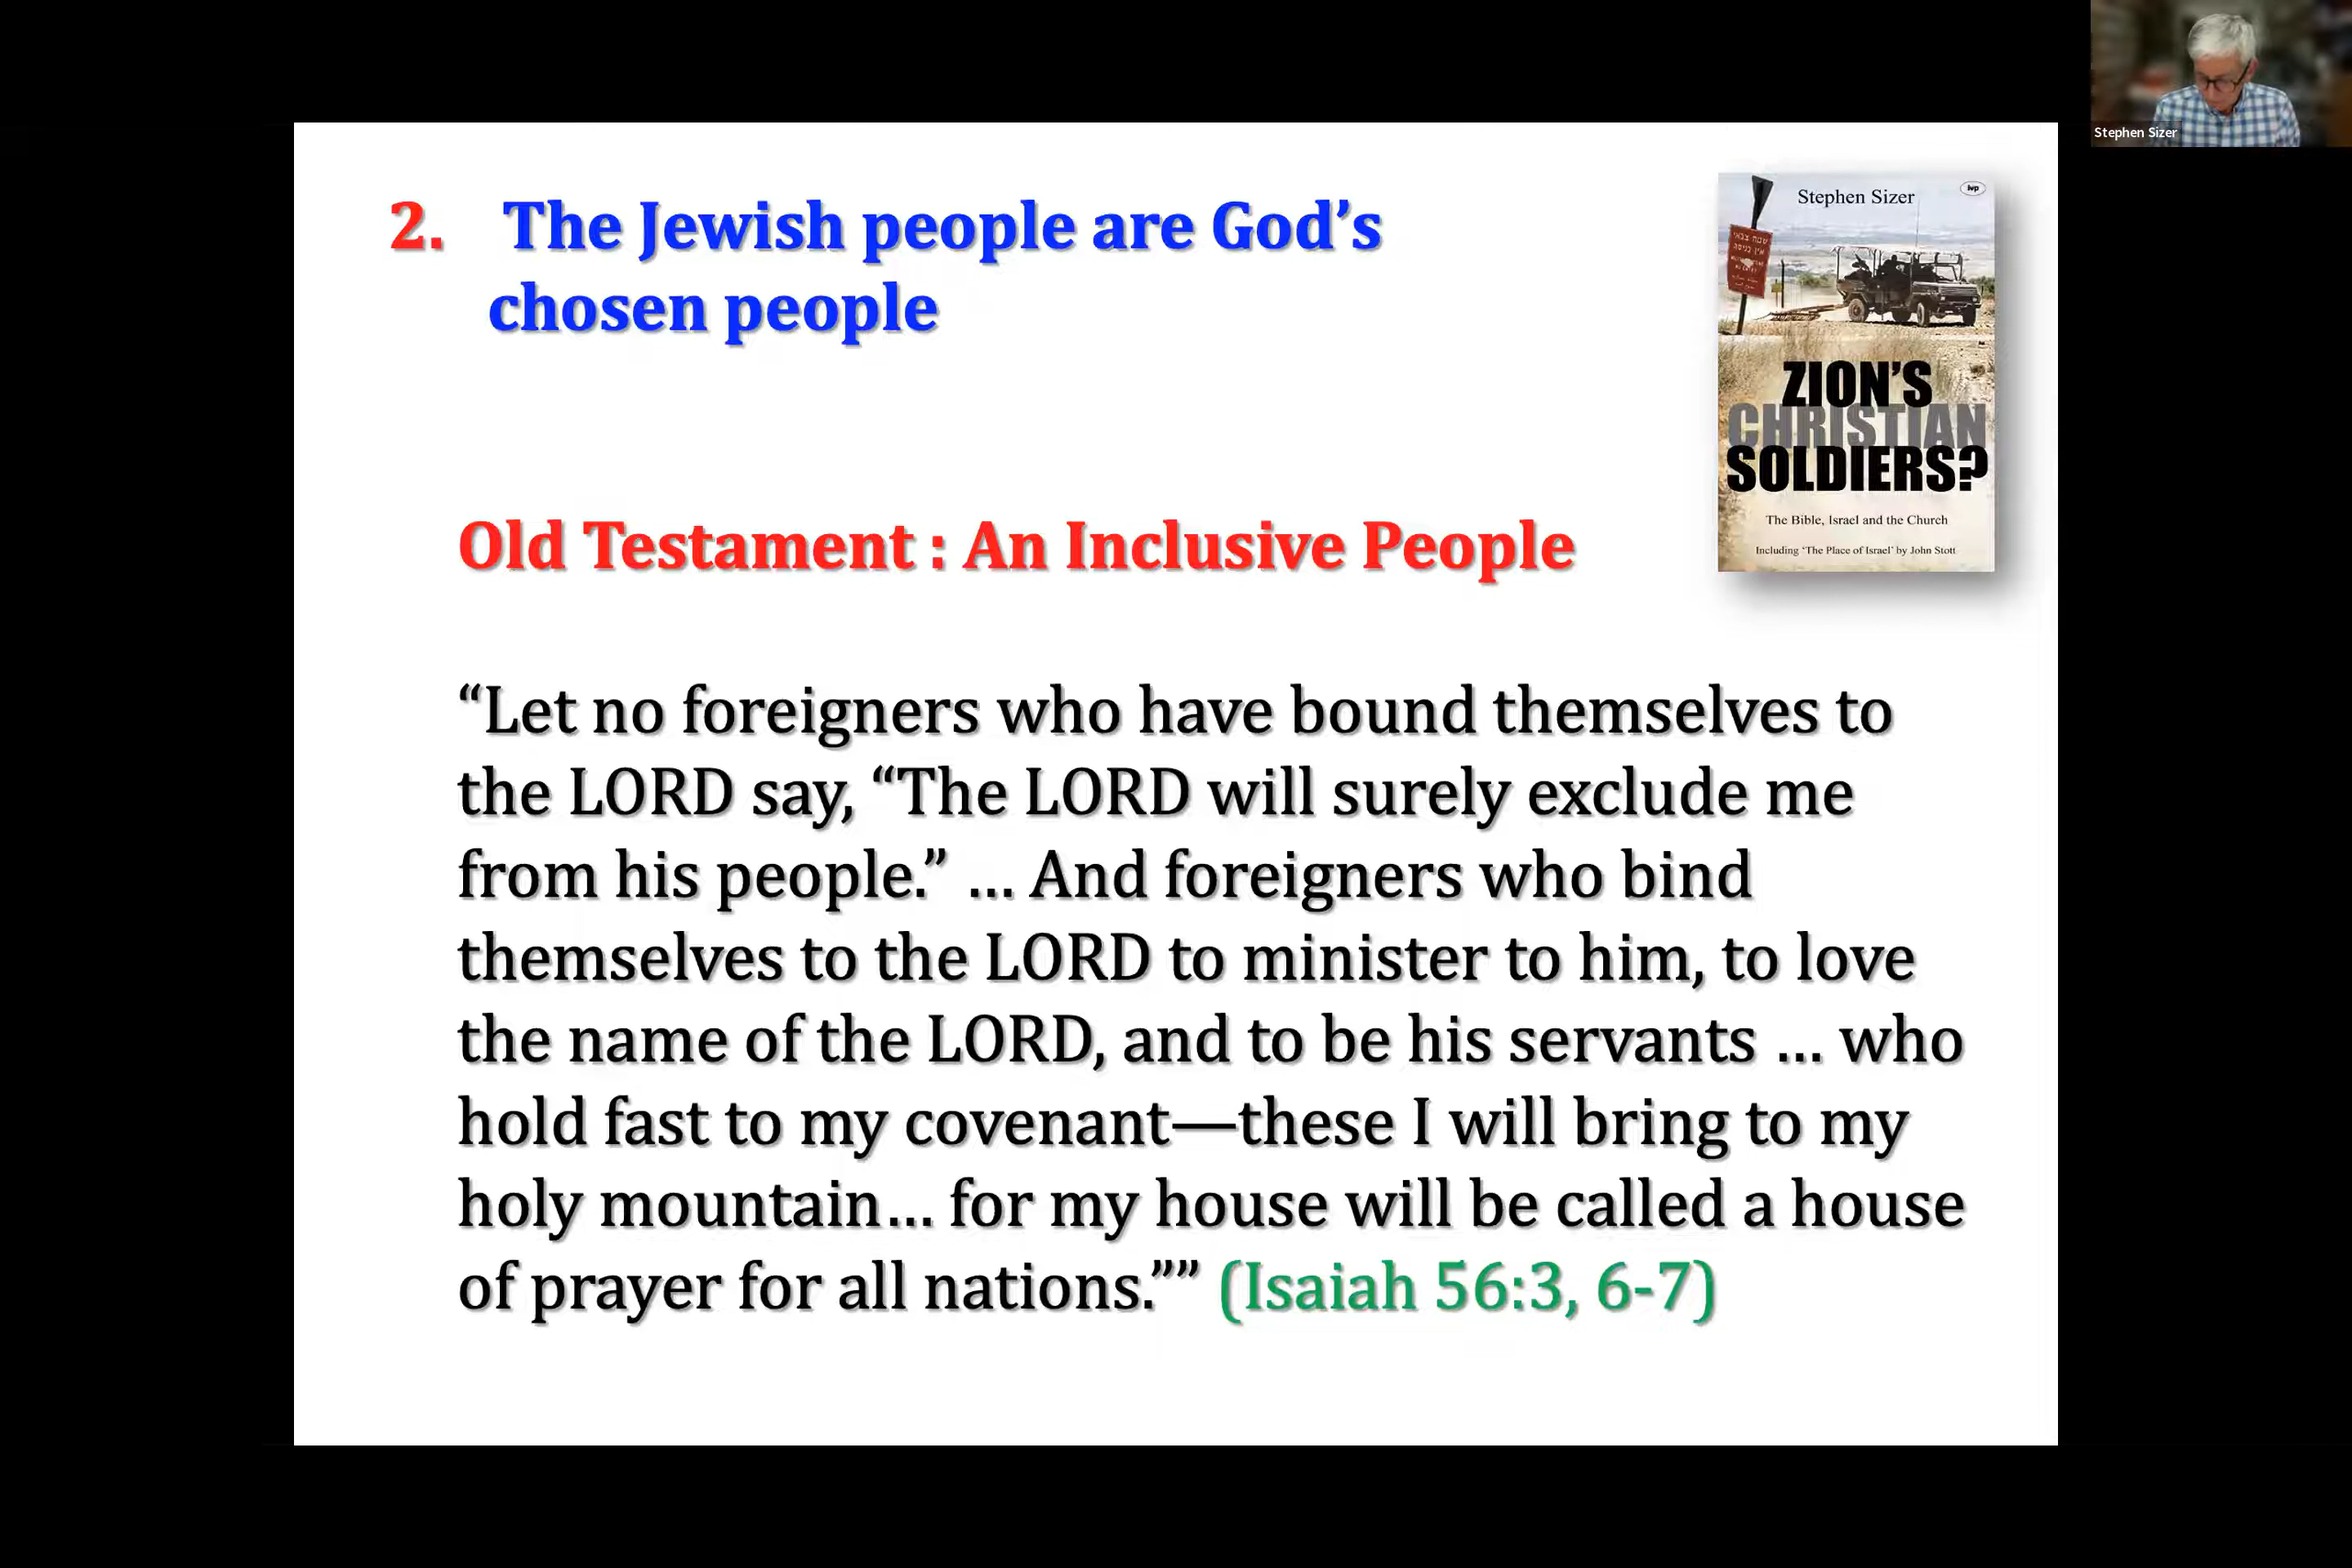 2. The Jewish people are God’s
chosen people
Old Testament : An Inclusive People
“Let no foreigners who have bound themselves to
the LORD say, “The LORD will surely exclude me
from his people.” ... And foreigners who bind
themselves to the LORD to minister to him, to love
the name of the LORD, and to be his servants ... who
hold fast to my covenant—these I will bring to my
holy mountain... for my house will be called a house
of prayer for all nations.”” (Isaiah 56:3, 6-7)
Stephen Sizer
ivp
ZION’S
CHRISTIAN
SOLDIERS?
The Bible, Israel and the Church
Including ‘The Place of Israel’ by John Stott
Stephen Sizer